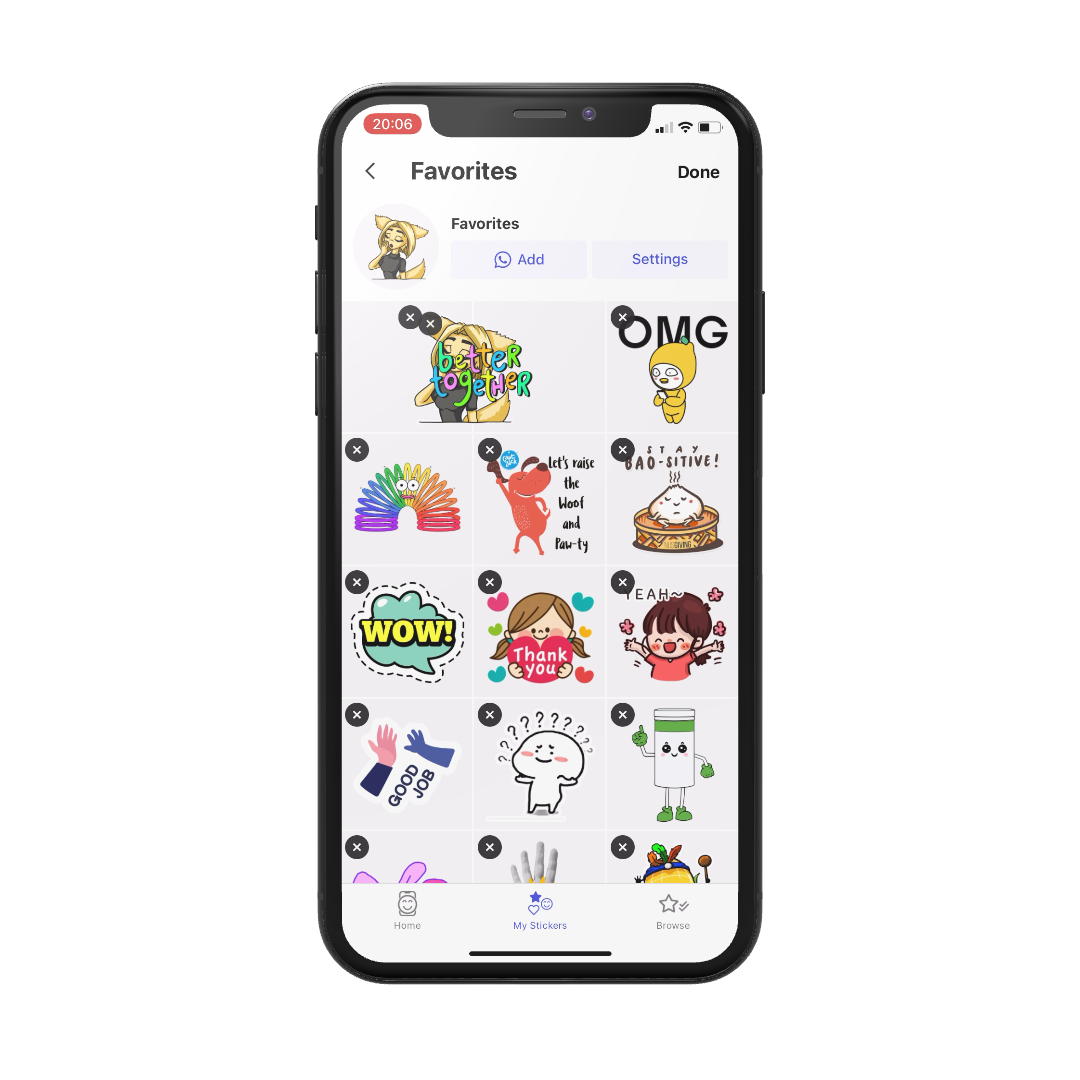 20:06
Favorites
Done
Favorites
Add
Settings
better
together
OMG
Let's raise
the
Woof
and
Paw-ty
STAY
BAO-SITIVE!
WOW!
Thank
you
YEAH~
GOOD
JOB
? ? ? ? ? ? ? ? ? ?
Home
My Stickers
Browse